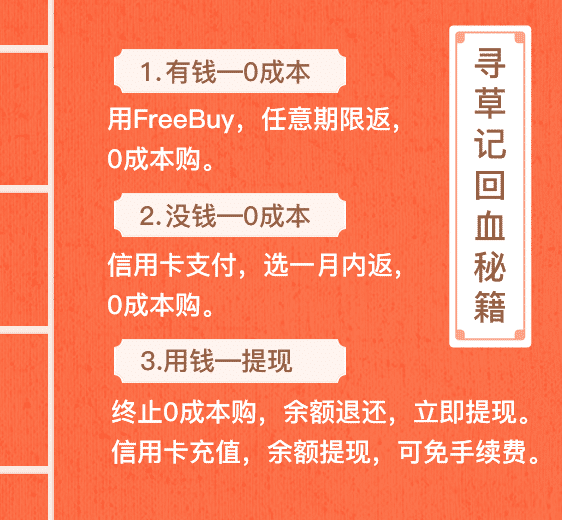 寻草记回血秘籍
1.有钱—0成本
用FreeBuy，任意期限返，
0成本购。
2.没钱—0成本
信用卡支付，选一月内返，
0成本购。
3.用钱—提现
终止0成本购，余额退还，立即提现。
信用卡充值，余额提现，可免手续费。